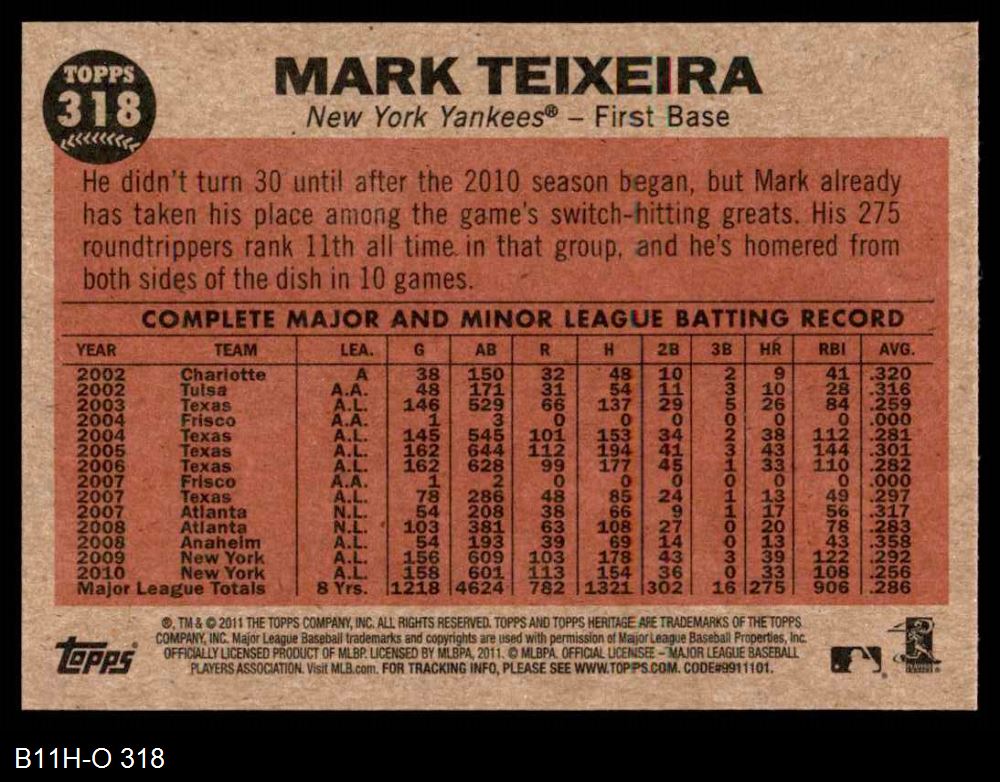 TOPPS
318
MARK TEIXEIRA
New York Yankees® – First Base
He didn't turn 30 until after the 2010 season began, but Mark already
has taken his place among the game's switch-hitting greats. His 275
roundtrippers rank 11th all time in that group, and he's homered from
both sides of the dish in 10 games.
COMPLETE MAJOR AND MINOR LEAGUE BATTING RECORD
YEAR TEAM LEA. G AB R H 2B 3B HR RBI AVG.
2002 Charlotte A 38 150 32 48 10 2 9 41 .320
2002 Tulsa A.A. 48 171 31 54 11 3 10 28 .316
2003 Texas A.L. 146 529 66 137 29 5 26 84 .259
2004 Frisco A.A. 1 3 0 0 0 0 0 0 .000
2004 Texas A.L. 145 545 101 153 34 2 38 112 .281
2005 Texas A.L. 162 644 112 194 41 3 43 144 .301
2006 Texas A.L. 162 628 99 177 45 1 33 110 .282
2007 Frisco A.A. 1 2 0 0 0 0 0 0 .000
2007 Texas A.L. 78 286 48 85 24 1 13 49 .297
2007 Atlanta N.L. 54 208 38 66 9 1 17 56 .317
2008 Atlanta N.L. 103 381 63 108 27 0 20 78 .283
2008 Anaheim A.L. 54 193 39 69 14 0 13 43 .358
2009 New York A.L. 156 609 103 178 43 3 39 122 .292
2010 New York A.L. 158 601 113 154 36 0 33 108 .256
Major League Totals 8 Yrs. 1218 4624 782 1321 302 16 275 906 .286
®, TM & © 2011 THE TOPPS COMPANY, INC. ALL RIGHTS RESERVED. TOPPS AND TOPPS HERITAGE ARE TRADEMARKS OF THE TOPPS
COMPANY, INC. Major League Baseball trademarks and copyrights are used with permission of Major League Baseball Properties, Inc.
OFFICIALLY LICENSED PRODUCT OF MLBP. LICENSED BY MLBPA, 2011. © MLBPA. OFFICIAL LICENSEE – MAJOR LEAGUE BASEBALL
PLAYERS ASSOCIATION. Visit MLB.com. FOR TRACKING INFO, PLEASE SEE WWW.TOPPS.COM. CODE#9911101.
Topps
B11H-O 318